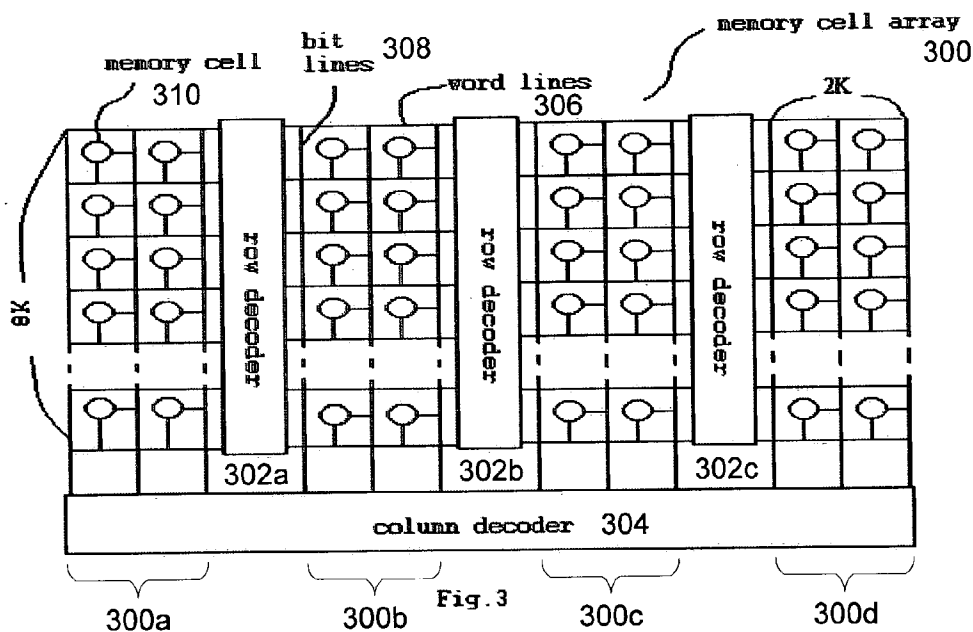 memory cell array
300
bit
lines
308
memory cell
310
word lines
306
2K
8K
row decoder
row decoder
row decoder
302a
302b
302c
column decoder 304
300a
300b
Fig.3
300c
300d